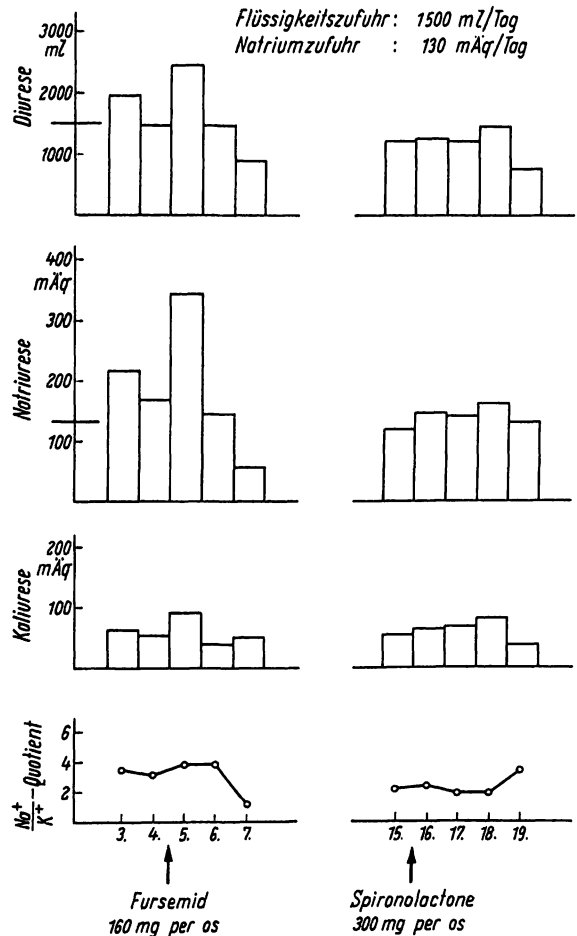 Flüssigkeitszufuhr: 1500 ml/Tag
Natriumzufuhr : 130 mÄq/Tag
Diurese
3000
ml
2000
1000
Natriurese
400
mÄq
300
200
100
Kaliurese
200
mÄq
100
Na+/K+-Quotient
6
4
2
3. 4. 5. 6. 7.
15. 16. 17. 18. 19.
Fursemid
160 mg per os
Spironolactone
300 mg per os